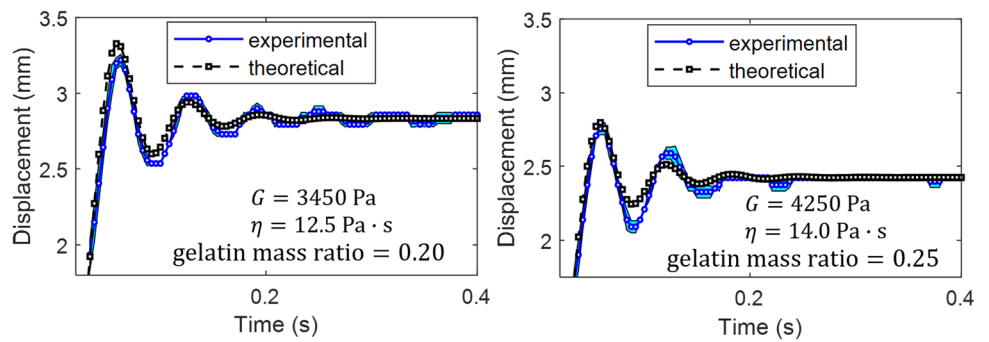 3.5
3
2.5
2
Displacement (mm)
experimental
theoretical
G = 3450 Pa
η = 12.5 Pa · s
gelatin mass ratio = 0.20
0.2
0.4
Time (s)
3.5
3
2.5
2
Displacement (mm)
experimental
theoretical
G = 4250 Pa
η = 14.0 Pa · s
gelatin mass ratio = 0.25
0.2
0.4
Time (s)